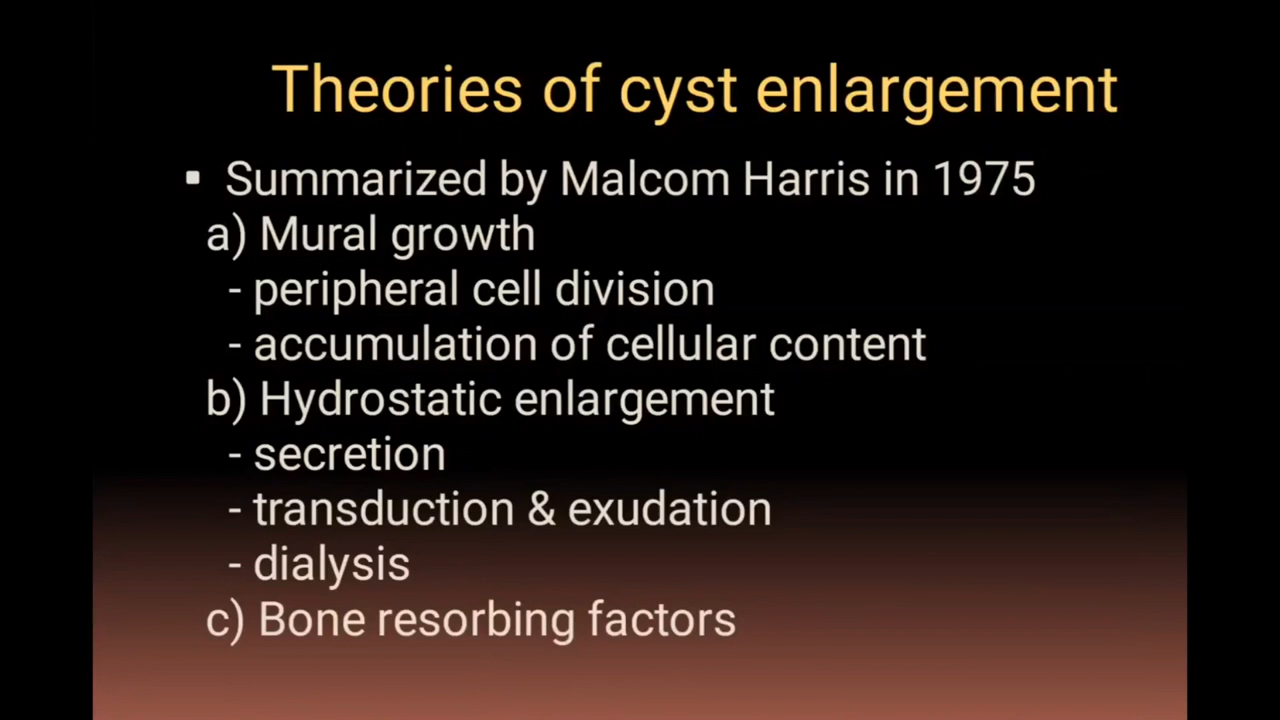 Theories of cyst enlargement
▪ Summarized by Malcom Harris in 1975
a) Mural growth
- peripheral cell division
- accumulation of cellular content
b) Hydrostatic enlargement
- secretion
- transduction & exudation
- dialysis
c) Bone resorbing factors